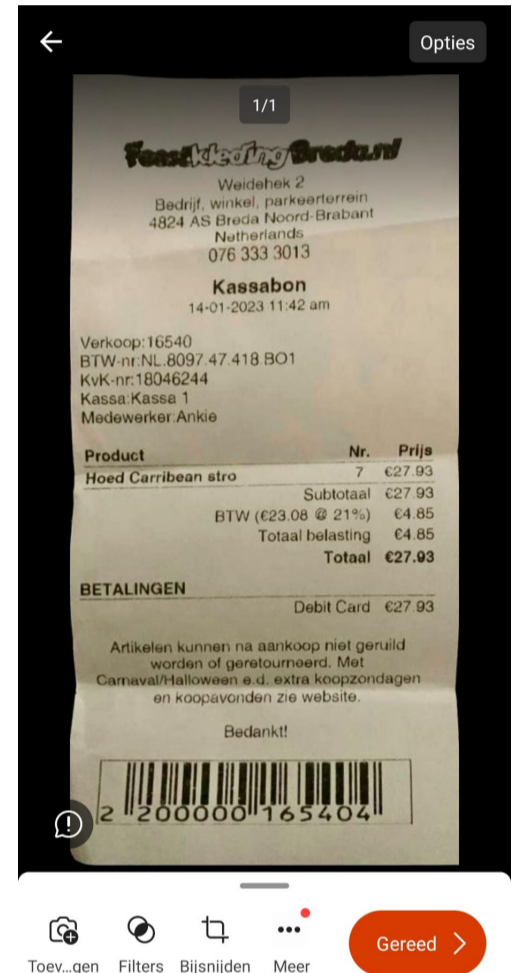 Opties
1/1
FeestkledingBreda.nl
Weidehek 2
Bedrijf, winkel, parkeerterrein
4824 AS Breda Noord-Brabant
Netherlands
076 333 3013
Kassabon
14-01-2023 11:42 am
Verkoop:16540
BTW-nr:NL.8097.47.418.BO1
KvK-nr:18046244
Kassa:Kassa 1
Medewerker:Ankie
Product Nr. Prijs
Hoed Carribean stro 7 €27.93
Subtotaal €27.93
BTW (€23.08 @ 21%) €4.85
Totaal belasting €4.85
Totaal €27.93
BETALINGEN
Debit Card €27.93
Artikelen kunnen na aankoop niet geruild
worden of geretourneerd. Met
Carnaval/Halloween e.d. extra koopzondagen
en koopavonden zie website.
Bedankt!
2 200000 165404
Toev...gen Filters Bijsnijden Meer Gereed